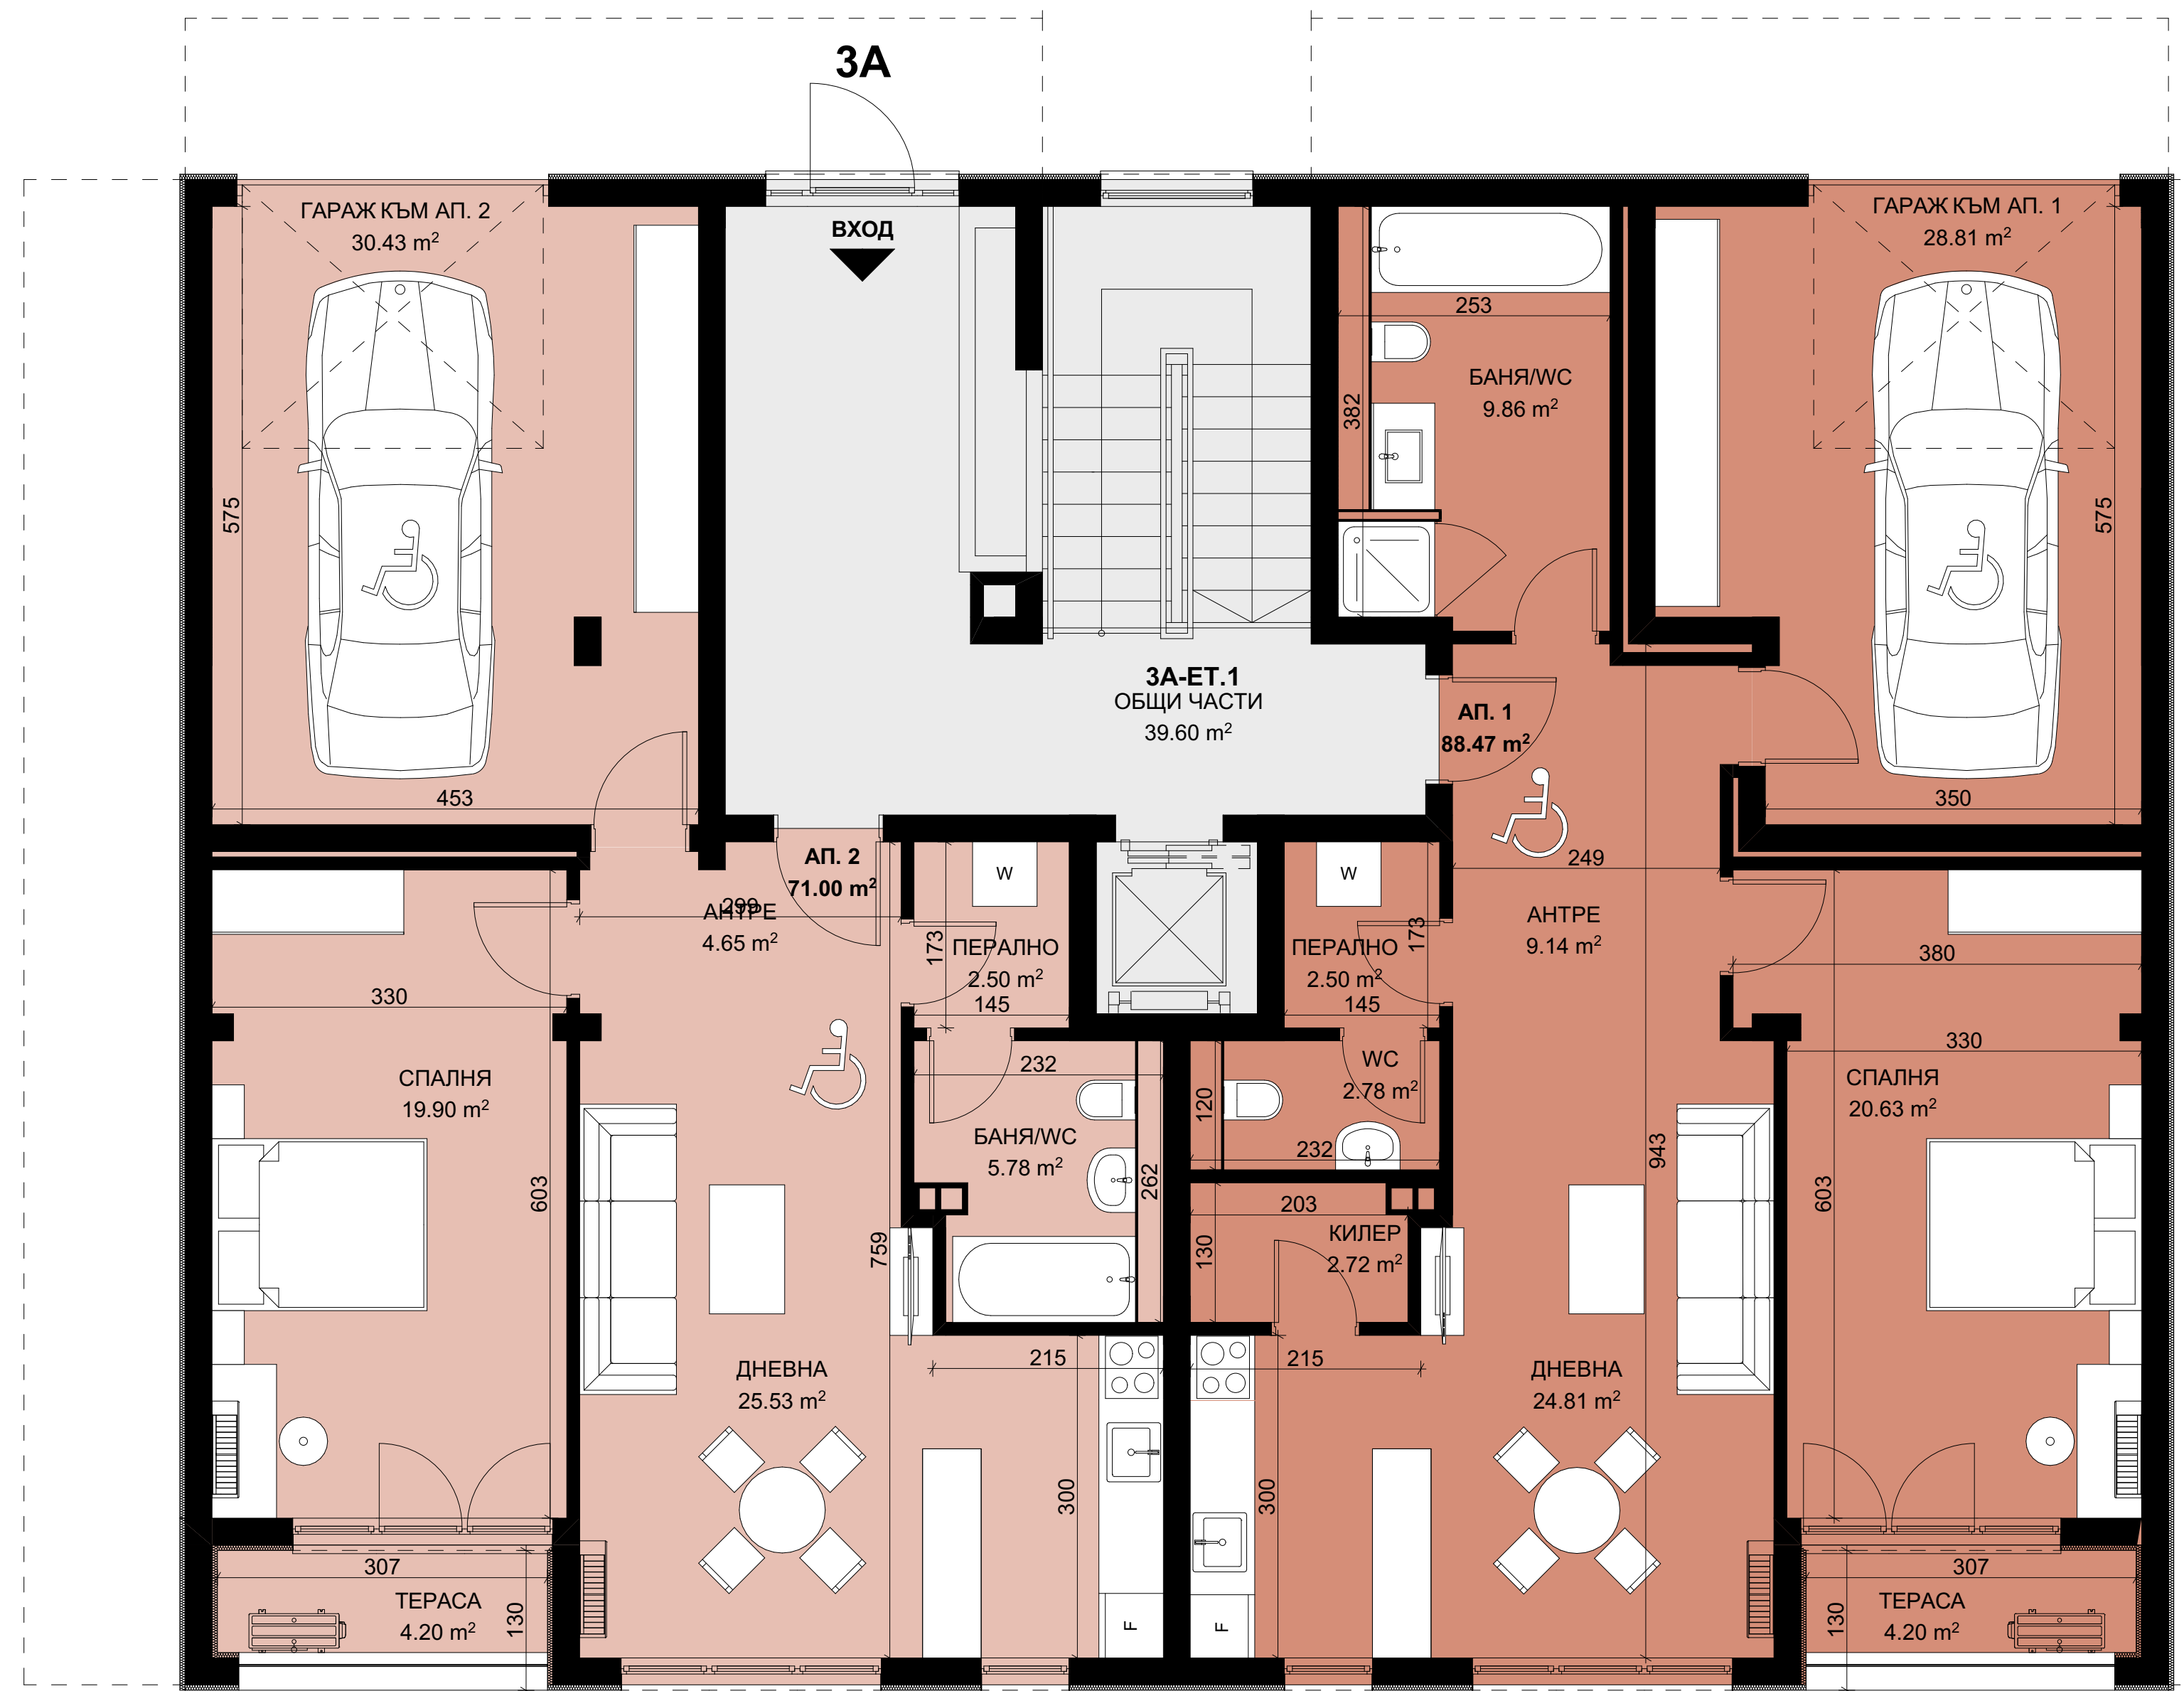 3А
ВХОД
ГАРАЖ КЪМ АП. 2
30.43 m²
575
453
ГАРАЖ КЪМ АП. 1
28.81 m²
575
350
253
382
БАНЯ/WC
9.86 m²
3А-ЕТ.1
ОБЩИ ЧАСТИ
39.60 m²
АП. 1
88.47 m²
АП. 2
71.00 m²
299
АНТРЕ
4.65 m²
W
173
ПЕРАЛНО
2.50 m²
145
W
173
ПЕРАЛНО
2.50 m²
145
249
АНТРЕ
9.14 m²
380
330
330
СПАЛНЯ
19.90 m²
603
232
БАНЯ/WC
5.78 m²
262
WC
2.78 m²
120
232
203
КИЛЕР
2.72 m²
130
СПАЛНЯ
20.63 m²
603
943
759
ДНЕВНА
25.53 m²
215
300
F
215
300
F
ДНЕВНА
24.81 m²
307
ТЕРАСА
4.20 m²
130
307
ТЕРАСА
4.20 m²
130